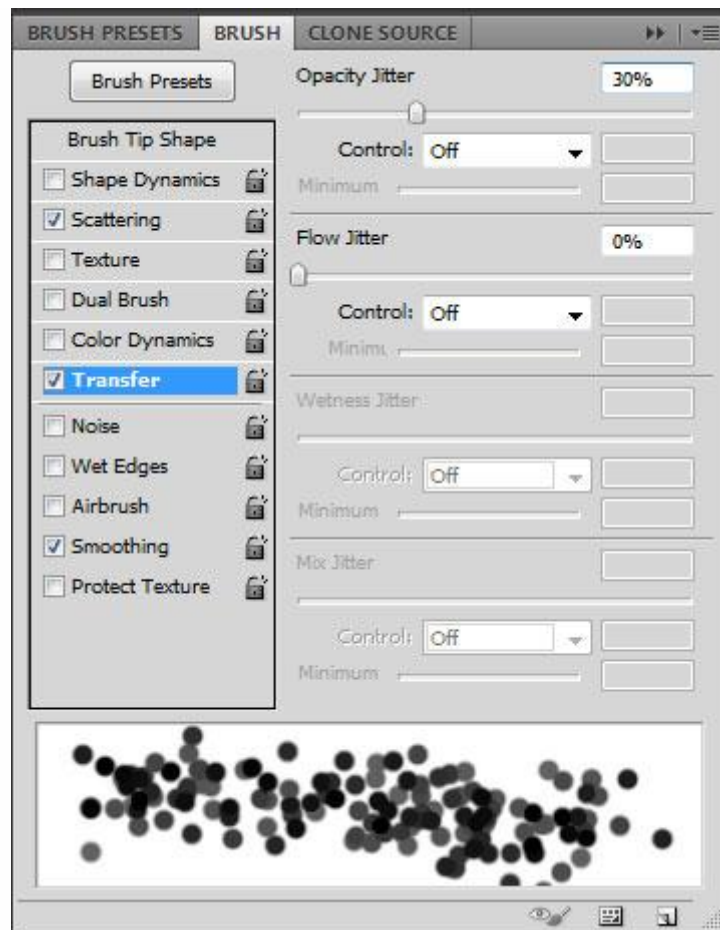 BRUSH PRESETS BRUSH CLONE SOURCE
Brush Presets
Brush Tip Shape
Shape Dynamics
Scattering
Texture
Dual Brush
Color Dynamics
Transfer
Noise
Wet Edges
Airbrush
Smoothing
Protect Texture
Opacity Jitter 30%
Control: Off
Minimum
Flow Jitter 0%
Control: Off
Minimu
Wetness Jitter
Control: Off
Minimum
Mix Jitter
Control: Off
Minimum